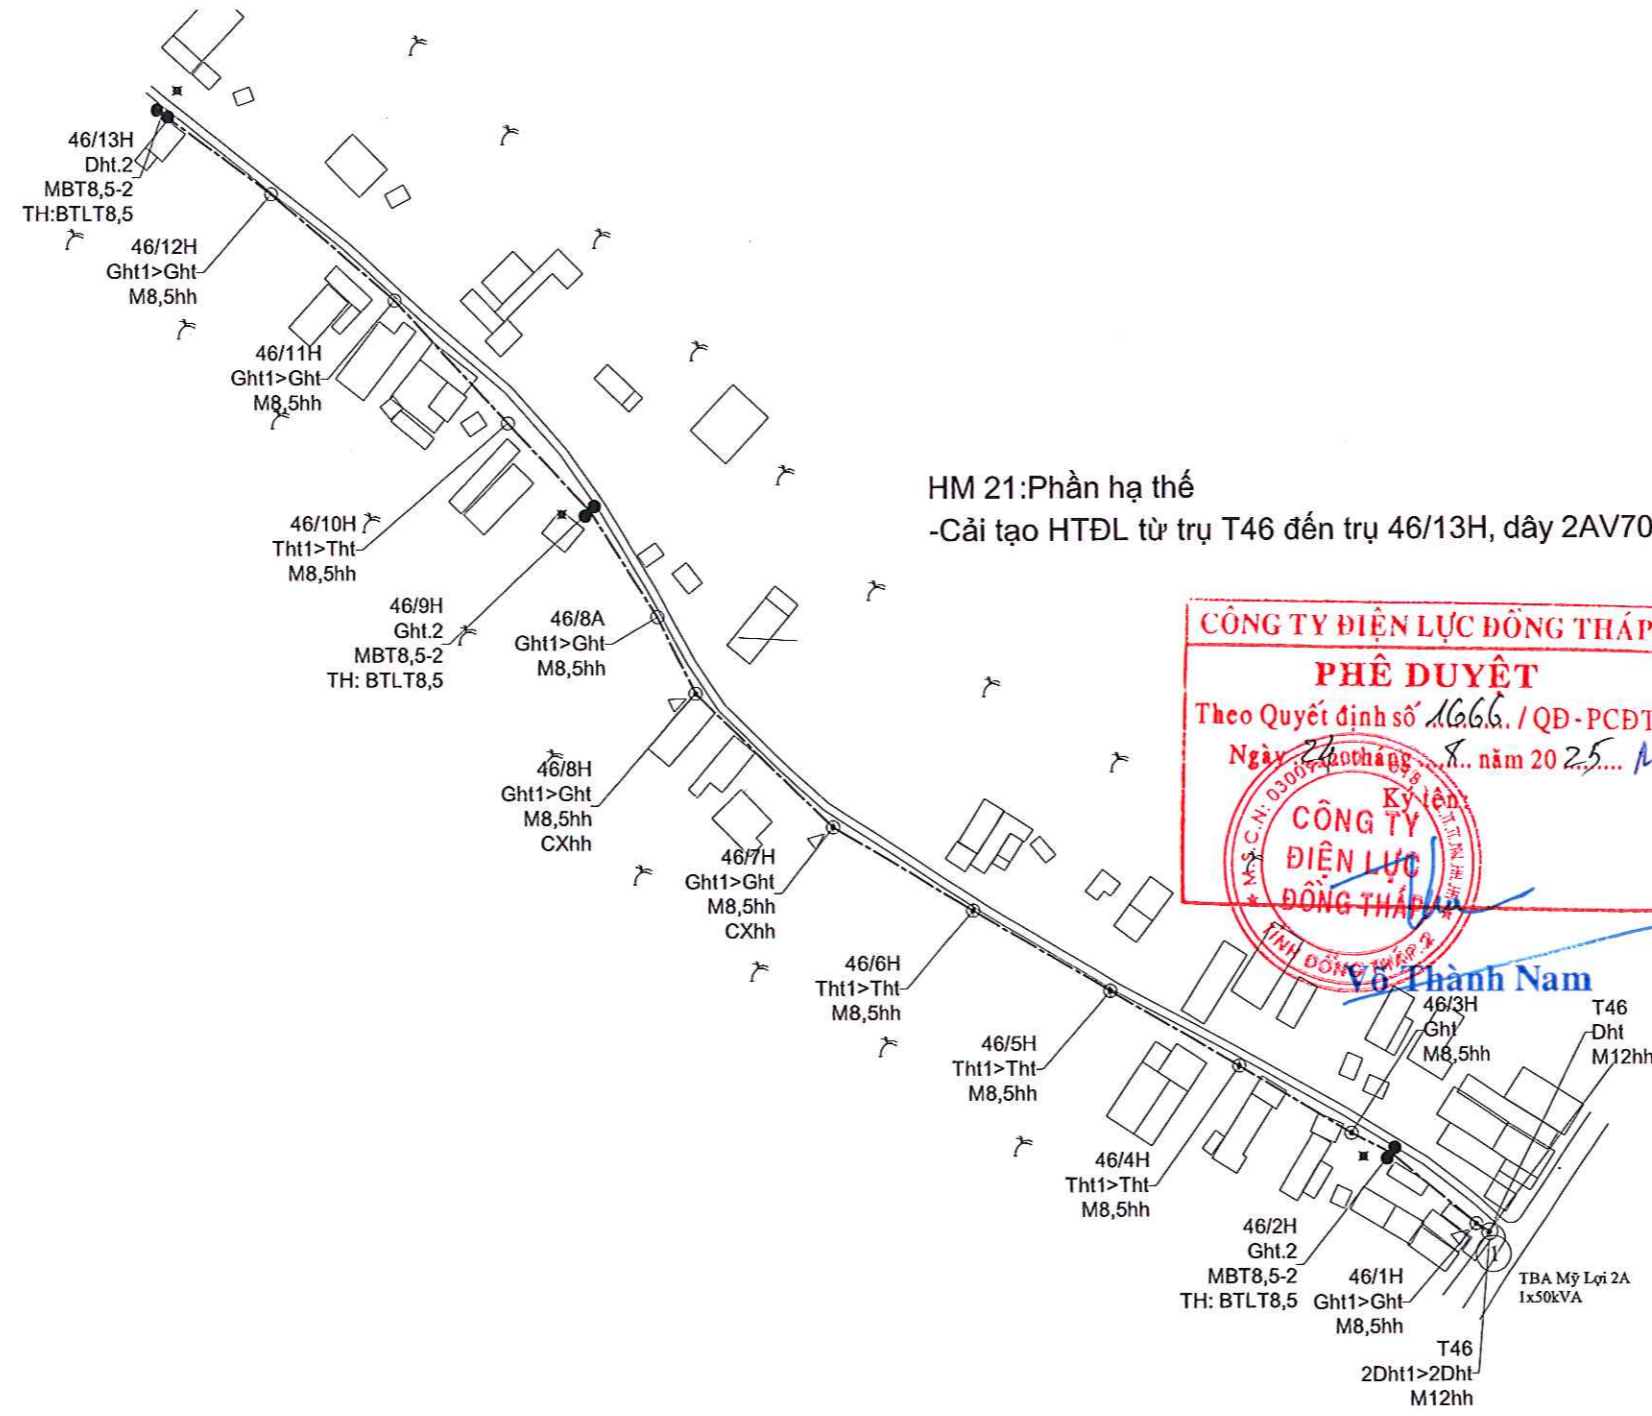 46/13H
Dht.2
MBT8,5-2
TH:BTLT8,5
46/12H
Ght1>Ght
M8,5hh
46/11H
Ght1>Ght
M8,5hh
46/10H
Tht1>Tht
M8,5hh
46/9H
Ght.2
MBT8,5-2
TH: BTLT8,5
46/8A
Ght1>Ght
M8,5hh
46/8H
Ght1>Ght
M8,5hh
CXhh
46/7H
Ght1>Ght
M8,5hh
CXhh
46/6H
Tht1>Tht
M8,5hh
46/5H
Tht1>Tht
M8,5hh
46/4H
Tht1>Tht
M8,5hh
46/2H
Ght.2
MBT8,5-2
TH: BTLT8,5
46/1H
Ght1>Ght
M8,5hh
T46
2Dht1>2Dht
M12hh
46/3H
Ght
M8,5hh
T46
Dht
M12hh
TBA Mỹ Lợi 2A
1x50kVA
HM 21:Phần hạ thế
-Cải tạo HTĐL từ trụ T46 đến trụ 46/13H, dây 2AV70
CÔNG TY ĐIỆN LỰC ĐỒNG THÁP
PHÊ DUYỆT
Theo Quyết định số 1666 / QĐ-PCĐT
Ngày 24 tháng 8 năm 20 25
Ký tên:
CÔNG TY
ĐIỆN LỰC
ĐỒNG THÁP
TỈNH ĐỒNG THÁP
Võ Thành Nam